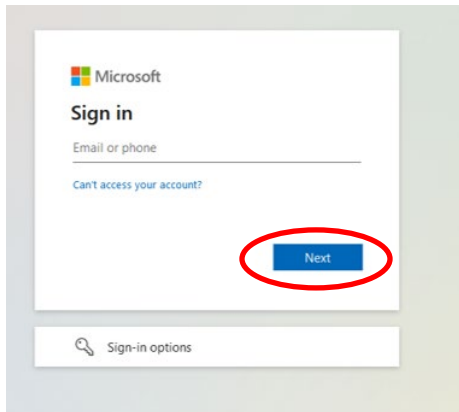 Microsoft
Sign in
Email or phone
Can't access your account?
Next
Sign-in options